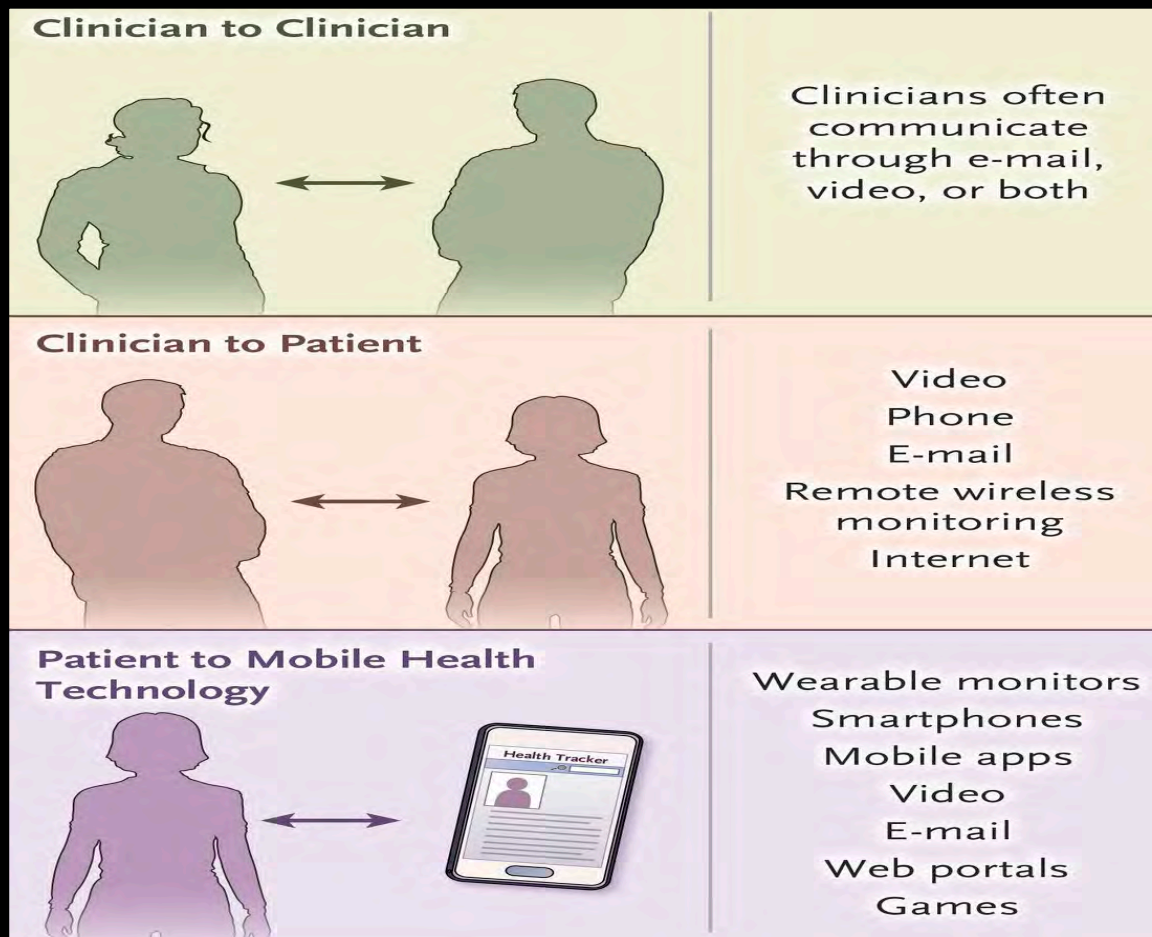 Clinician to Clinician
Clinicians often
communicate
through e-mail,
video, or both
Clinician to Patient
Video
Phone
E-mail
Remote wireless
monitoring
Internet
Patient to Mobile Health
Technology
Health Tracker
Wearable monitors
Smartphones
Mobile apps
Video
E-mail
Web portals
Games